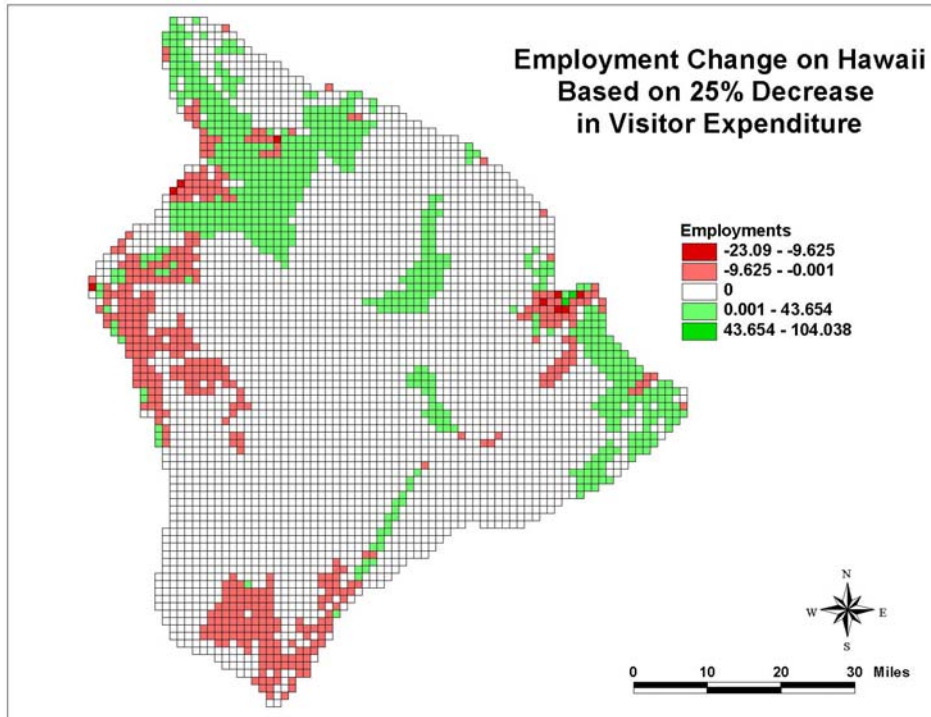 Employment Change on Hawaii
Based on 25% Decrease
in Visitor Expenditure
Employments
-23.09 - -9.625
-9.625 - -0.001
0
0.001 - 43.654
43.654 - 104.038
N
W E
S
0 10 20 30 Miles